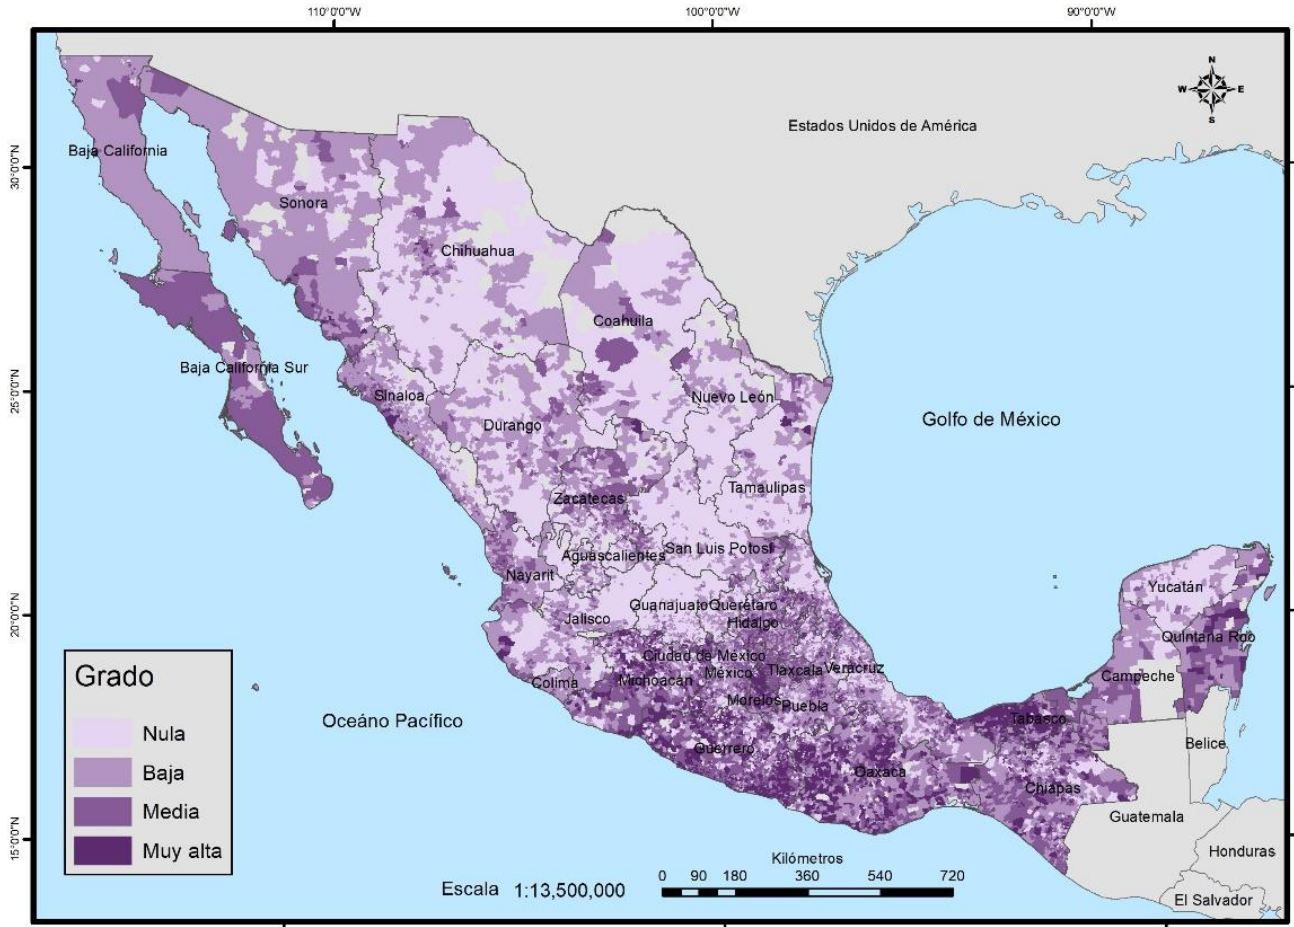 110°0'0"W
100°0'0"W
90°0'0"W
N
W
E
S
Estados Unidos de América
Baja California
30°0'0"N
Sonora
Chihuahua
Coahuila
Baja California Sur
25°0'0"N
Sinaloa
Nuevo León
Durango
Golfo de México
Tamaulipas
Zacatecas
Aguascalientes
San Luis Potosí
Nayarit
Yucatán
20°0'0"N
Guanajuato
Querétaro
Jalisco
Hidalgo
Quintana Roo
Ciudad de México
México
Tlaxcala
Veracruz
Colima
Michoacán
Campeche
Morelos
Puebla
Océano Pacífico
Tabasco
Guerrero
Belice
Oaxaca
Chiapas
Guatemala
15°0'0"N
Honduras
El Salvador
Grado
Nula
Baja
Media
Muy alta
Kilómetros
0 90 180 360 540 720
Escala 1:13,500,000